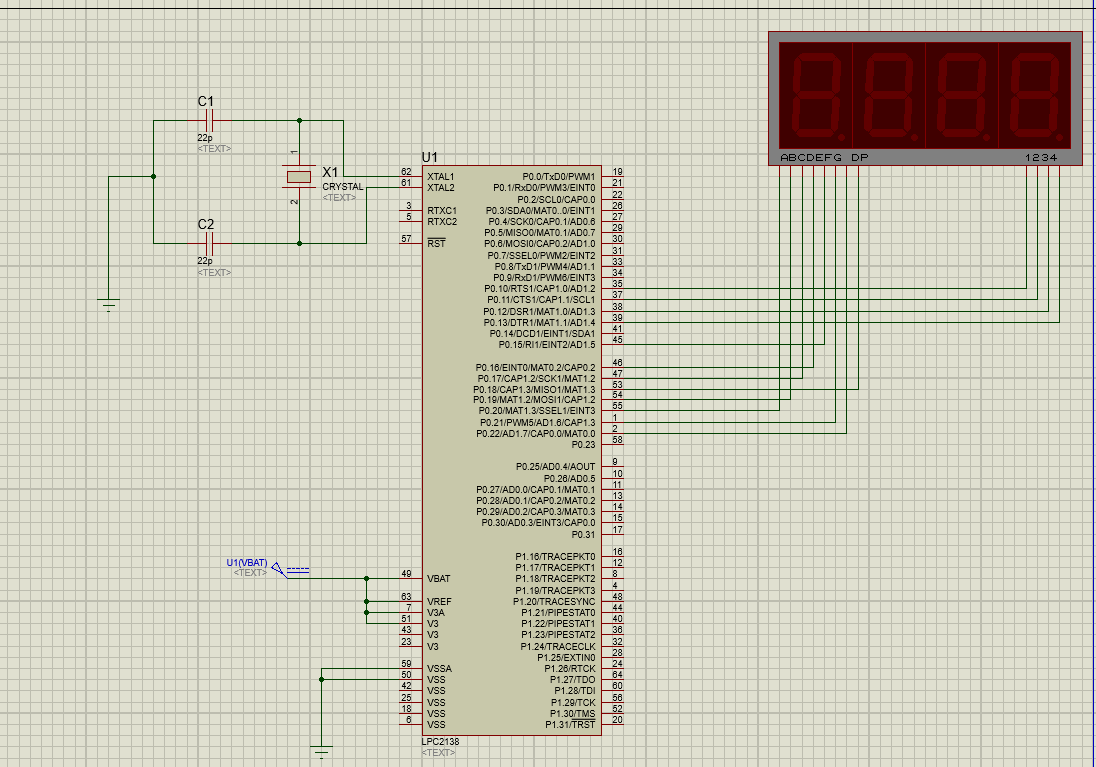 ABCDEFG DP
1234
C1
22p
<TEXT>
1
X1
CRYSTAL
<TEXT>
2
C2
22p
<TEXT>
U1
62 XTAL1
61 XTAL2
3 RTXC1
5 RTXC2
57 RST
U1(VBAT)
<TEXT>
49 VBAT
63 VREF
7 V3A
51 V3
43 V3
23 V3
59 VSSA
50 VSS
42 VSS
25 VSS
18 VSS
6 VSS
P0.0/TxD0/PWM1 19
P0.1/RxD0/PWM3/EINT0 21
P0.2/SCL0/CAP0.0 22
P0.3/SDA0/MAT0..0/EINT1 26
P0.4/SCK0/CAP0.1/AD0.6 27
P0.5/MISO0/MAT0.1/AD0.7 29
P0.6/MOSI0/CAP0.2/AD1.0 30
P0.7/SSEL0/PWM2/EINT2 31
P0.8/TxD1/PWM4/AD1.1 33
P0.9/RxD1/PWM6/EINT3 34
P0.10/RTS1/CAP1.0/AD1.2 35
P0.11/CTS1/CAP1.1/SCL1 37
P0.12/DSR1/MAT1.0/AD1.3 38
P0.13/DTR1/MAT1.1/AD1.4 39
P0.14/DCD1/EINT1/SDA1 41
P0.15/RI1/EINT2/AD1.5 45
P0.16/EINT0/MAT0.2/CAP0.2 46
P0.17/CAP1.2/SCK1/MAT1.2 47
P0.18/CAP1.3/MISO1/MAT1.3 53
P0.19/MAT1.2/MOSI1/CAP1.2 54
P0.20/MAT1.3/SSEL1/EINT3 55
P0.21/PWM5/AD1.6/CAP1.3 1
P0.22/AD1.7/CAP0.0/MAT0.0 2
P0.23 58
P0.25/AD0.4/AOUT 9
P0.26/AD0.5 10
P0.27/AD0.0/CAP0.1/MAT0.1 11
P0.28/AD0.1/CAP0.2/MAT0.2 13
P0.29/AD0.2/CAP0.3/MAT0.3 14
P0.30/AD0.3/EINT3/CAP0.0 15
P0.31 17
P1.16/TRACEPKT0 16
P1.17/TRACEPKT1 12
P1.18/TRACEPKT2 8
P1.19/TRACEPKT3 4
P1.20/TRACESYNC 48
P1.21/PIPESTAT0 44
P1.22/PIPESTAT1 40
P1.23/PIPESTAT2 36
P1.24/TRACECLK 32
P1.25/EXTIN0 28
P1.26/RTCK 24
P1.27/TDO 64
P1.28/TDI 60
P1.29/TCK 56
P1.30/TMS 52
P1.31/TRST 20
LPC2138
<TEXT>